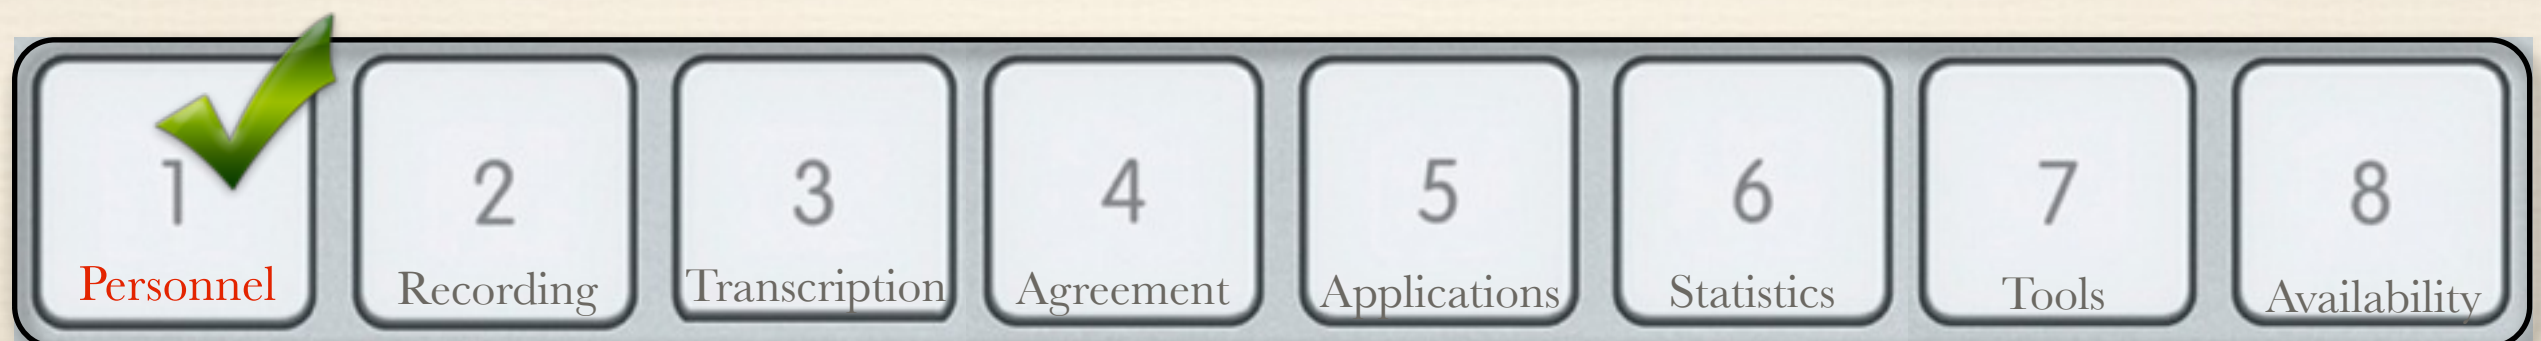 1 2 3 4 5 6 7 8
Personnel Recording Transcription Agreement Applications Statistics Tools Availability